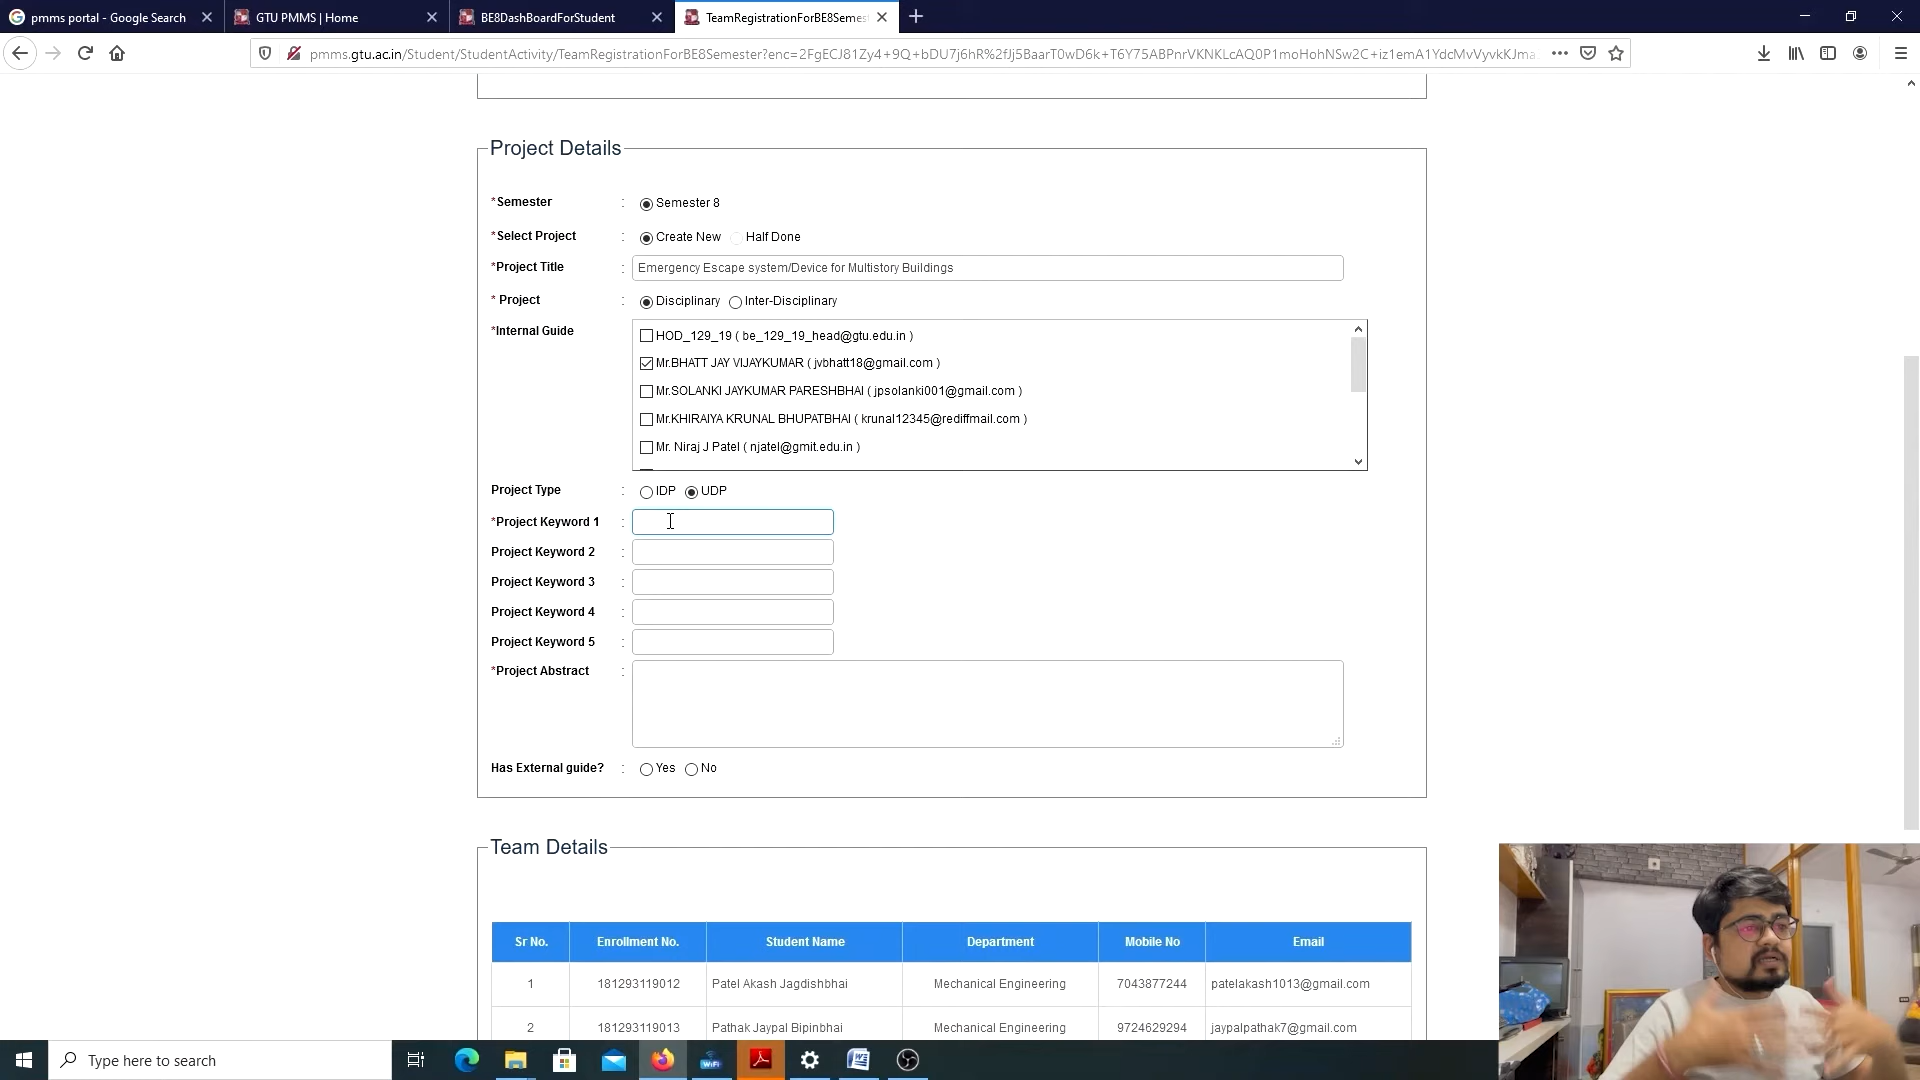 pmms portal - Google Search
GTU PMMS | Home
BE8DashBoardForStudent
TeamRegistrationForBE8Semes
pmms.gtu.ac.in/Student/StudentActivity/TeamRegistrationForBE8Semester?enc=2FgECJ81Zy4+9Q+bDU7j6hR%2fJj5BaarT0wD6k+T6Y75ABPnrVKNKLcAQ0P1moHohNSw2C+iz1emA1YdcMvVyvkKJma
Project Details
*Semester : Semester 8
*Select Project : Create New Half Done
*Project Title : Emergency Escape system/Device for Multistory Buildings
* Project : Disciplinary Inter-Disciplinary
*Internal Guide
HOD_129_19 ( be_129_19_head@gtu.edu.in )
Mr.BHATT JAY VIJAYKUMAR ( jvbhatt18@gmail.com )
Mr.SOLANKI JAYKUMAR PARESHBHAI ( jpsolanki001@gmail.com )
Mr.KHIRAIYA KRUNAL BHUPATBHAI ( krunal12345@rediffmail.com )
Mr. Niraj J Patel ( njatel@gmit.edu.in )
Project Type : IDP UDP
*Project Keyword 1 :
Project Keyword 2 :
Project Keyword 3 :
Project Keyword 4 :
Project Keyword 5 :
*Project Abstract :
Has External guide? : Yes No
Team Details
Sr No. Enrollment No. Student Name Department Mobile No Email
1 181293119012 Patel Akash Jagdishbhai Mechanical Engineering 7043877244 patelakash1013@gmail.com
2 181293119013 Pathak Jaypal Bipinbhai Mechanical Engineering 9724629294 jaypalpathak7@gmail.com
Type here to search
WiFi